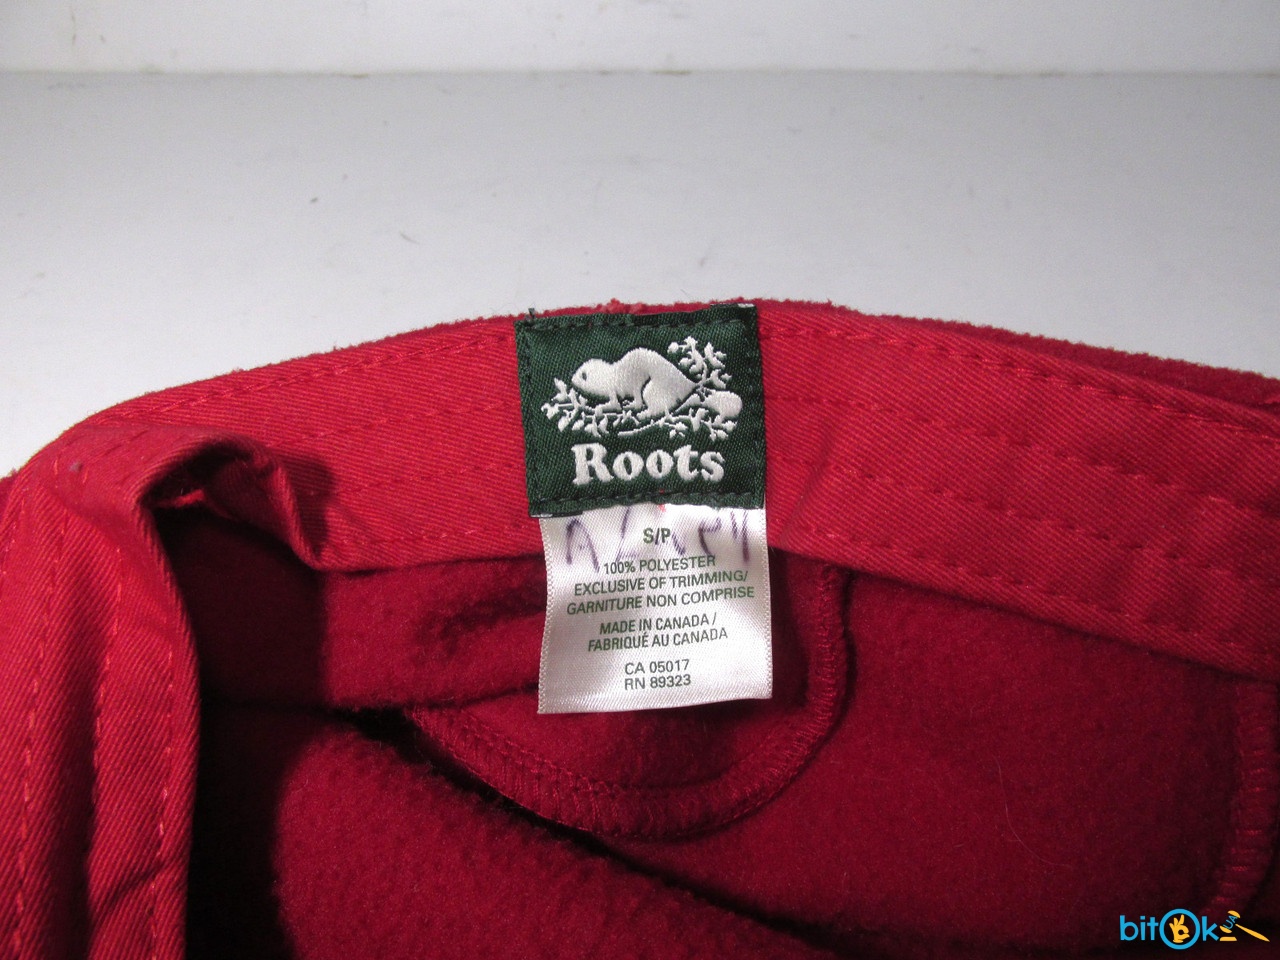 Roots
S/P
100% POLYESTER
EXCLUSIVE OF TRIMMING/
GARNITURE NON COMPRISE
MADE IN CANADA /
FABRIQUÉ AU CANADA
CA 05017
RN 89323
bitOk UA